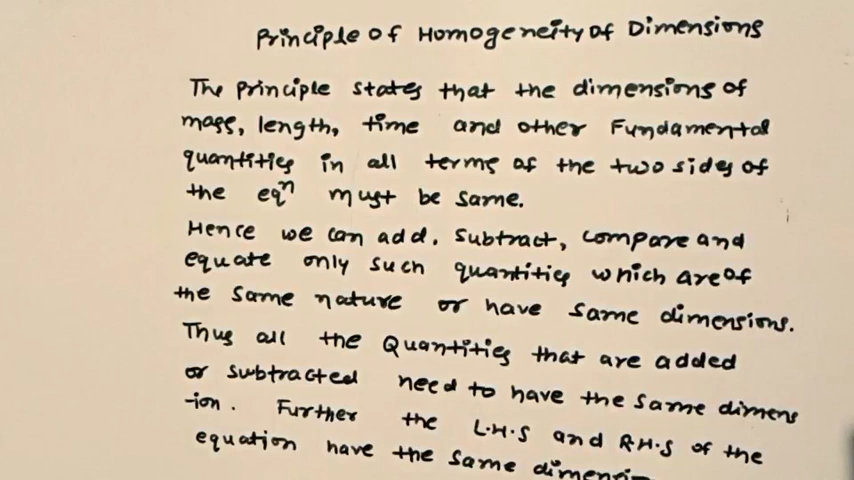 Principle of Homogeneity of Dimensions
The principle states that the dimensions of
mass, length, time and other Fundamental
quantities in all terms of the two sides of
the eqⁿ must be same.
Hence we can add, subtract, compare and
equate only such quantities which are of
the same nature or have same dimensions.
Thus all the Quantities that are added
or subtracted need to have the same dimens
-ion. Further the L.H.S and R.H.S of the
equation have the same